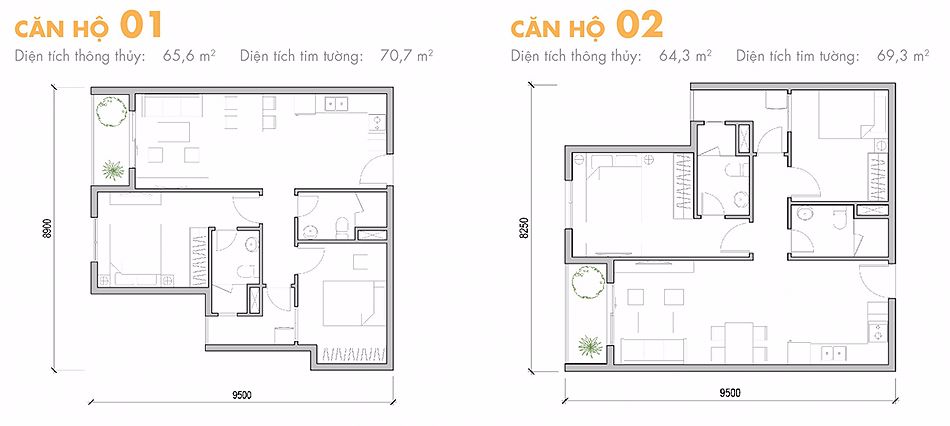 CĂN HỘ 01
Diện tích thông thủy: 65,6 m² Diện tích tim tường: 70,7 m²
8900
9500
CĂN HỘ 02
Diện tích thông thủy: 64,3 m² Diện tích tim tường: 69,3 m²
8250
9500